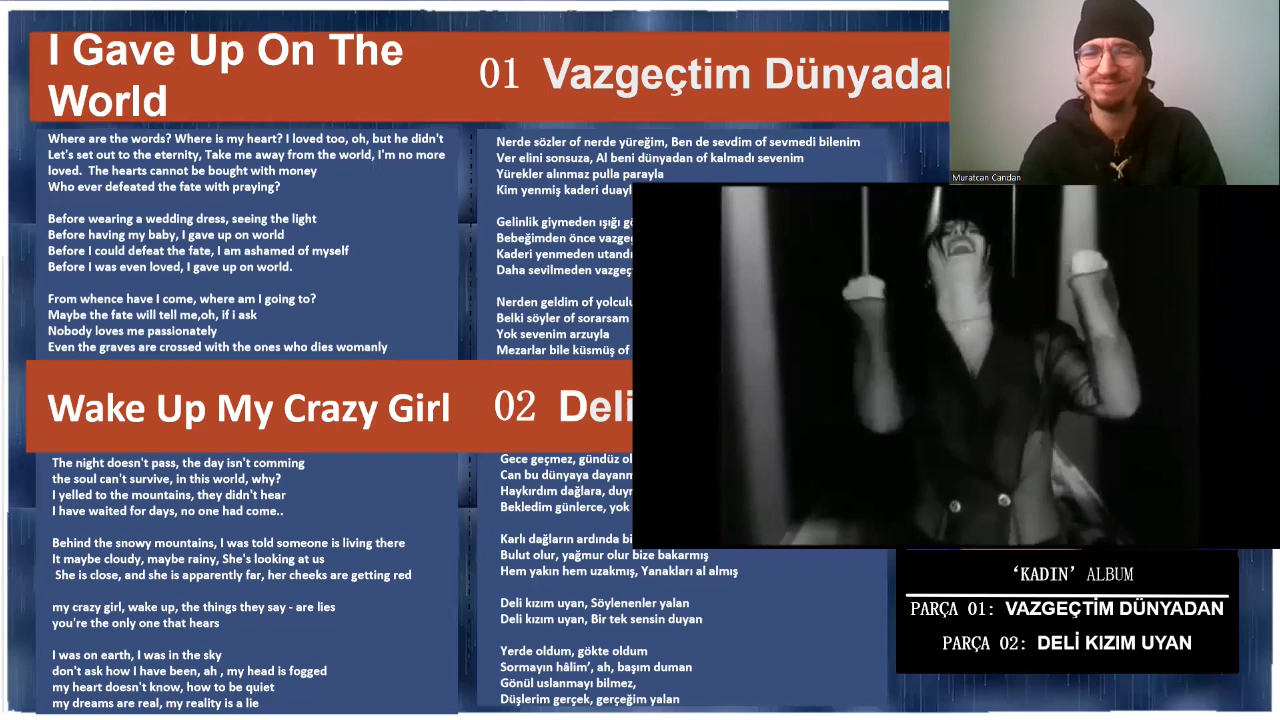 I Gave Up On The
World
01 Vazgeçtim Dünyadan
Where are the words? Where is my heart? I loved too, oh, but he didn't
Let's set out to the eternity, Take me away from the world, I'm no more
loved. The hearts cannot be bought with money
Who ever defeated the fate with praying?
Before wearing a wedding dress, seeing the light
Before having my baby, I gave up on world
Before I could defeat the fate, I am ashamed of myself
Before I was even loved, I gave up on world.
From whence have I come, where am I going to?
Maybe the fate will tell me,oh, if i ask
Nobody loves me passionately
Even the graves are crossed with the ones who dies womanly
Nerde sözler of nerde yüreğim, Ben de sevdim of sevmedi bilenim
Ver elini sonsuza, Al beni dünyadan of kalmadı sevenim
Yürekler alınmaz pulla parayla
Kim yenmiş kaderi
Gelinlik giymeden ışığı
Bebeğimden önce
Kaderi yenmeden
Daha sevilmeden
Nerden geldim of
Belki söyler of sorarsam
Yok sevenim arzuyla
Mezarlar bile küsmüş of
Muratcan Candan
Wake Up My Crazy Girl
02 Deli
The night doesn't pass, the day isn't comming
the soul can't survive, in this world, why?
I yelled to the mountains, they didn't hear
I have waited for days, no one had come..
Behind the snowy mountains, I was told someone is living there
It maybe cloudy, maybe rainy, She's looking at us
She is close, and she is apparently far, her cheeks are getting red
my crazy girl, wake up, the things they say - are lies
you're the only one that hears
I was on earth, I was in the sky
don't ask how I have been, ah , my head is fogged
my heart doesn't know, how to be quiet
my dreams are real, my reality is a lie
Gece geçmez, gündüz
Can bu dünyaya
Haykırdım dağlara,
Bekledim günlerce, yok
Karlı dağların ardında
Bulut olur, yağmur olur bize bakarmış
Hem yakın hem uzakmış, Yanakları al almış
Deli kızım uyan, Söylenenler yalan
Deli kızım uyan, Bir tek sensin duyan
Yerde oldum, gökte oldum
Sormayın hâlim', ah, başım duman
Gönül uslanmayı bilmez,
Düşlerim gerçek, gerçeğim yalan
‘KADIN’ ALBUM
PARÇA 01: VAZGEÇTİM DÜNYADAN
PARÇA 02: DELİ KIZIM UYAN